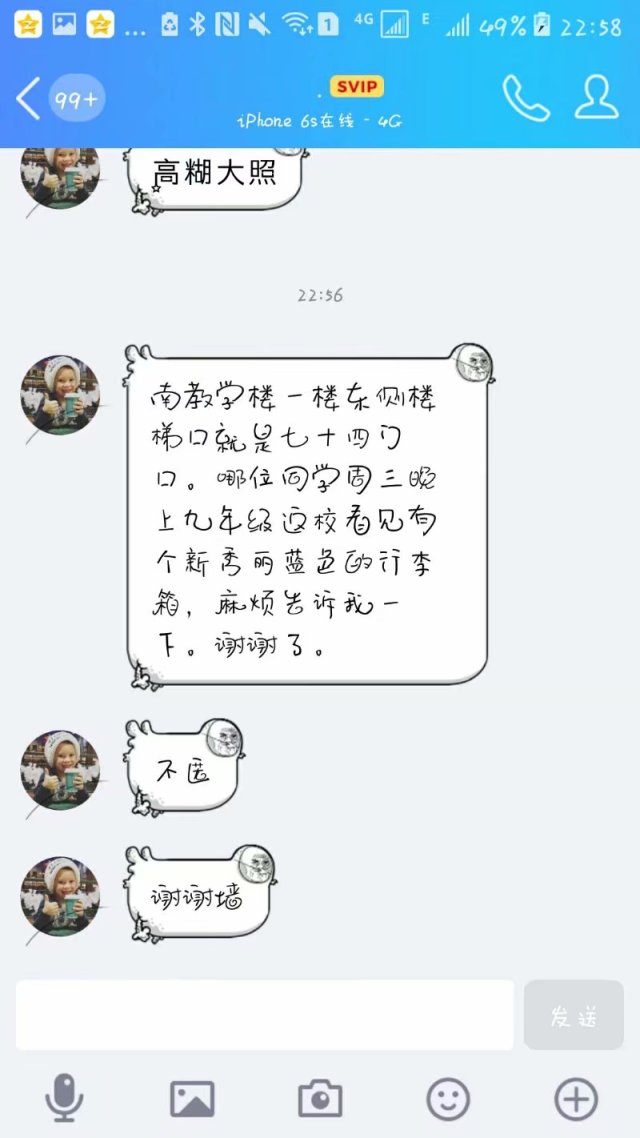 1 4G E 49% 22:58
99+
. SVIP
iPhone 6s在线 - 4G
高糊大照
22:56
南教学楼一楼东侧楼
梯口就是七十四门
口。哪位同学周三晚
上九年级返校看见有
个新秀丽蓝色的行李
箱，麻烦告诉我一
下。谢谢了。
不匿
谢谢墙
发送